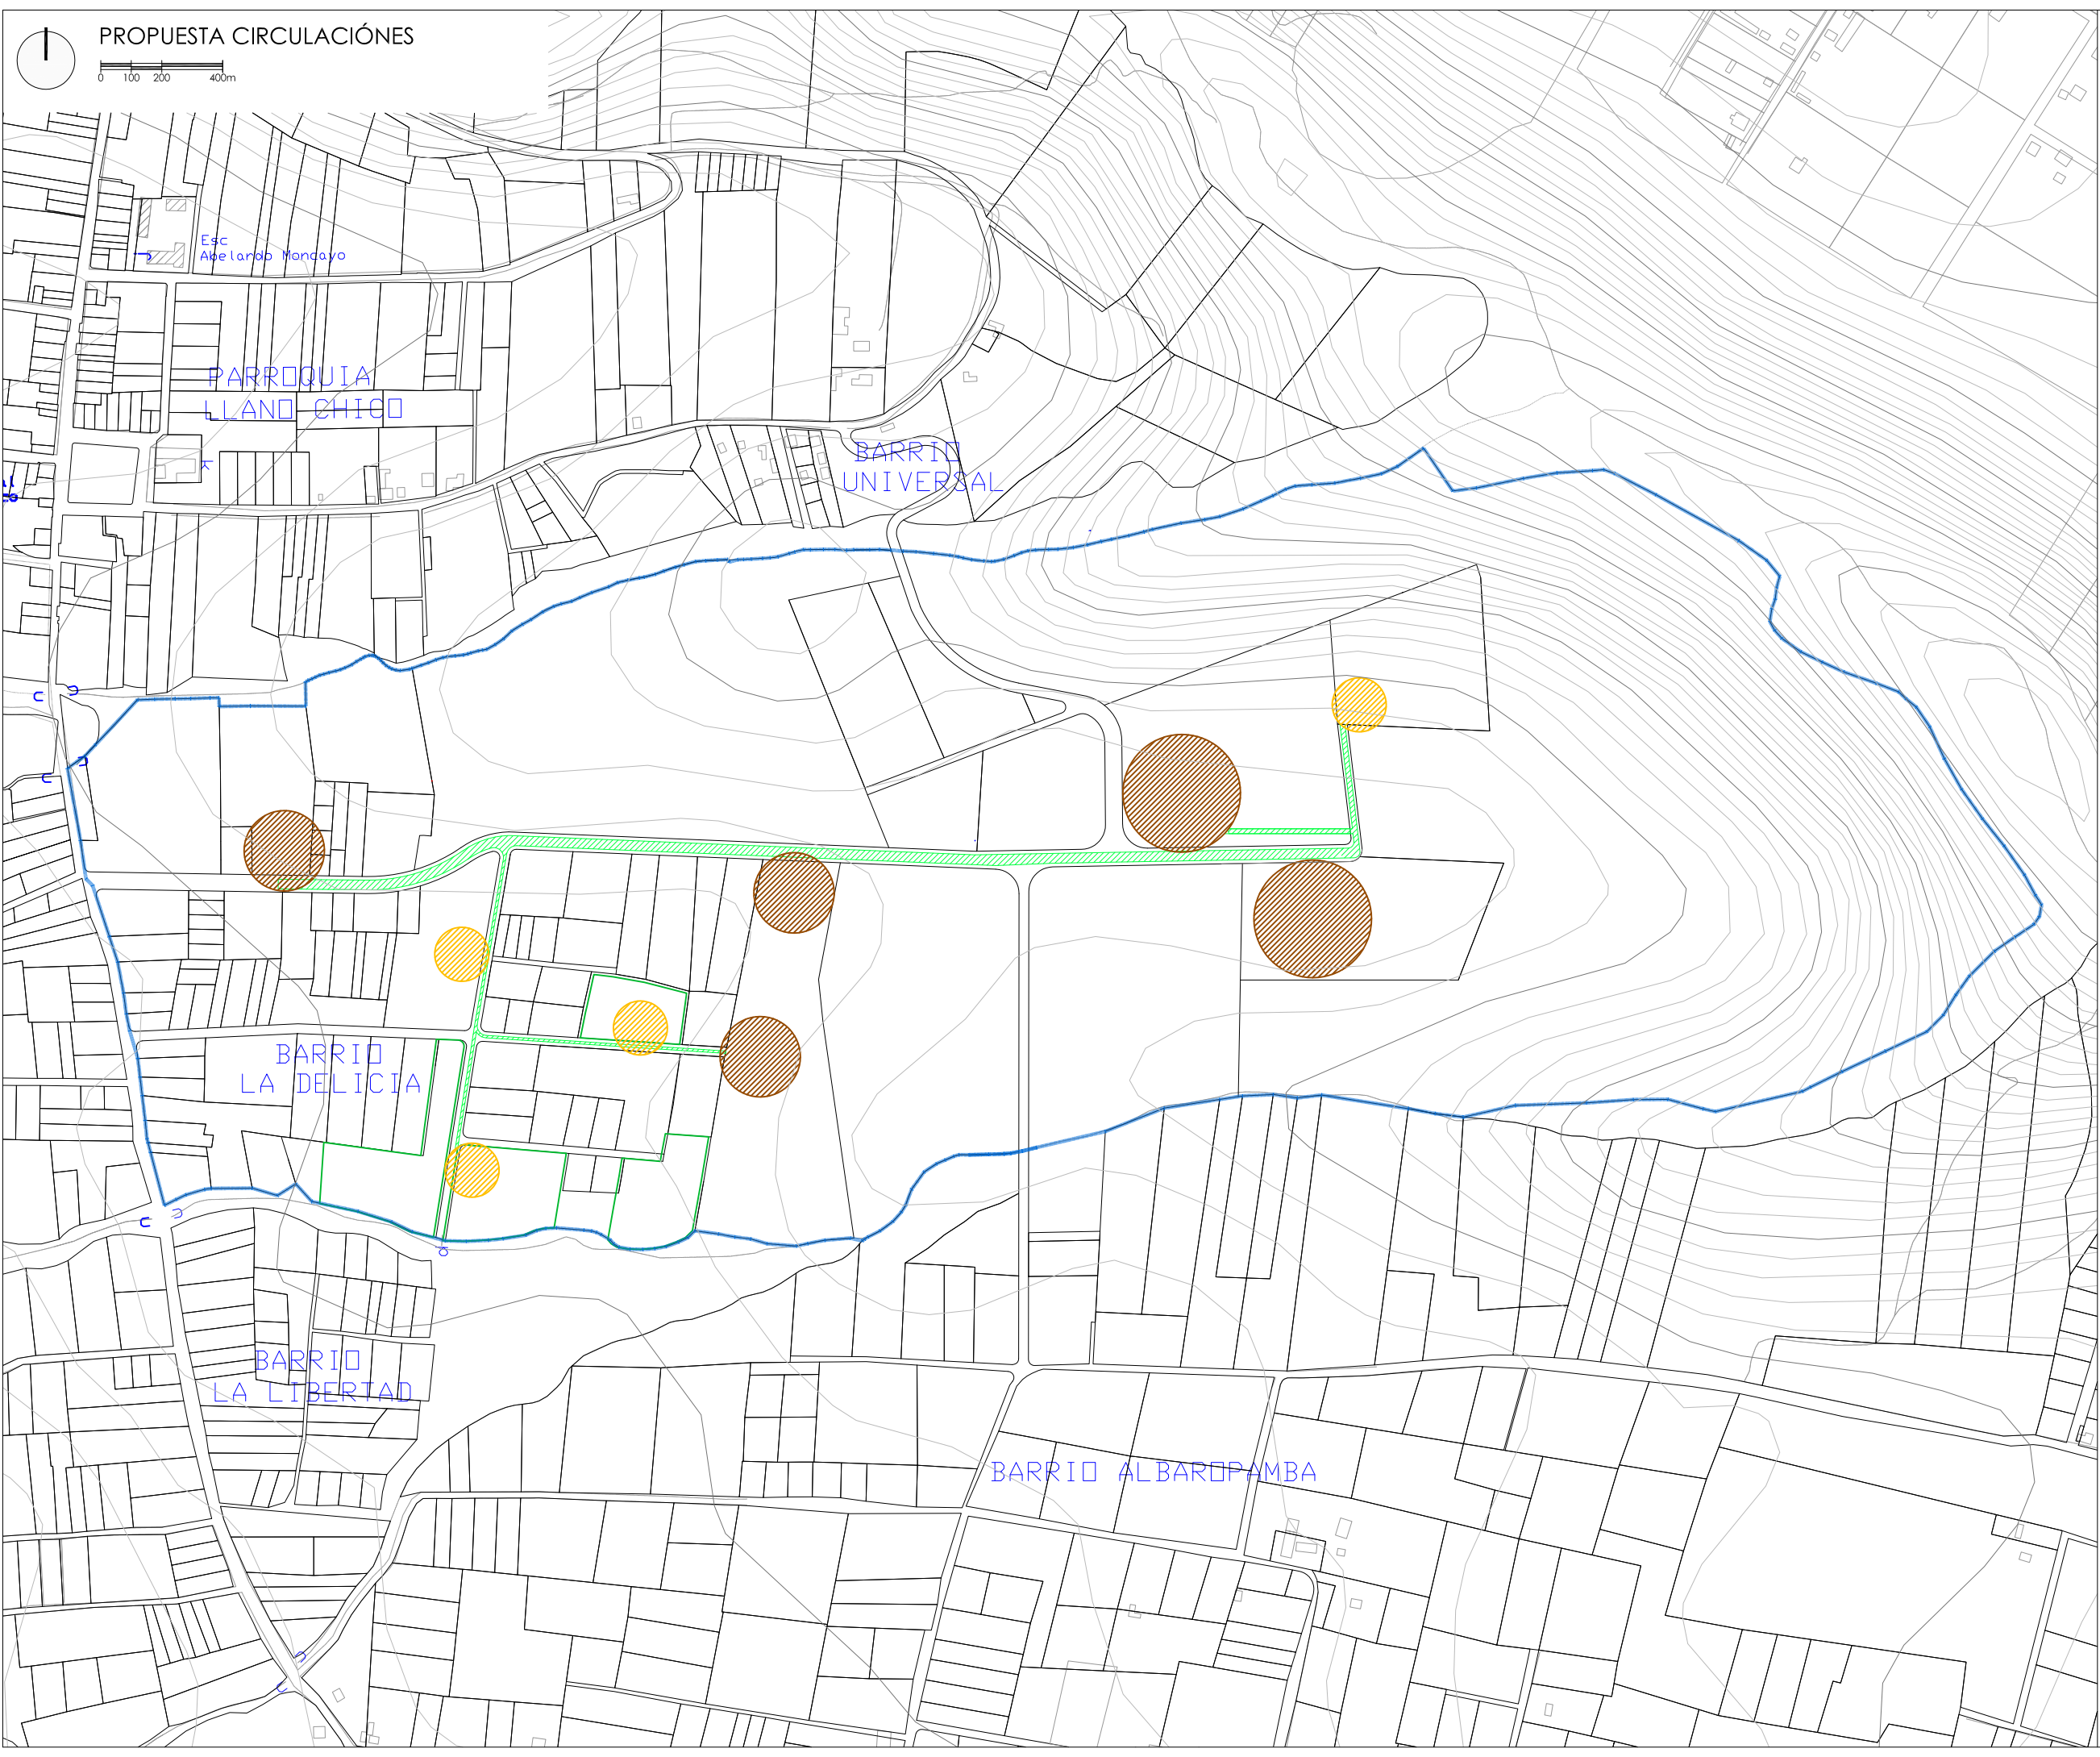 PROPUESTA CIRCULACIÓNES
0 100 200 400m
Esc
Abelardo Moncayo
PARROQUIA
LLANO CHICO
BARRIO
UNIVERSAL
BARRIO
LA DELICIA
BARRIO
LA LIBERTAD
BARRIO ALBAROPAMBA